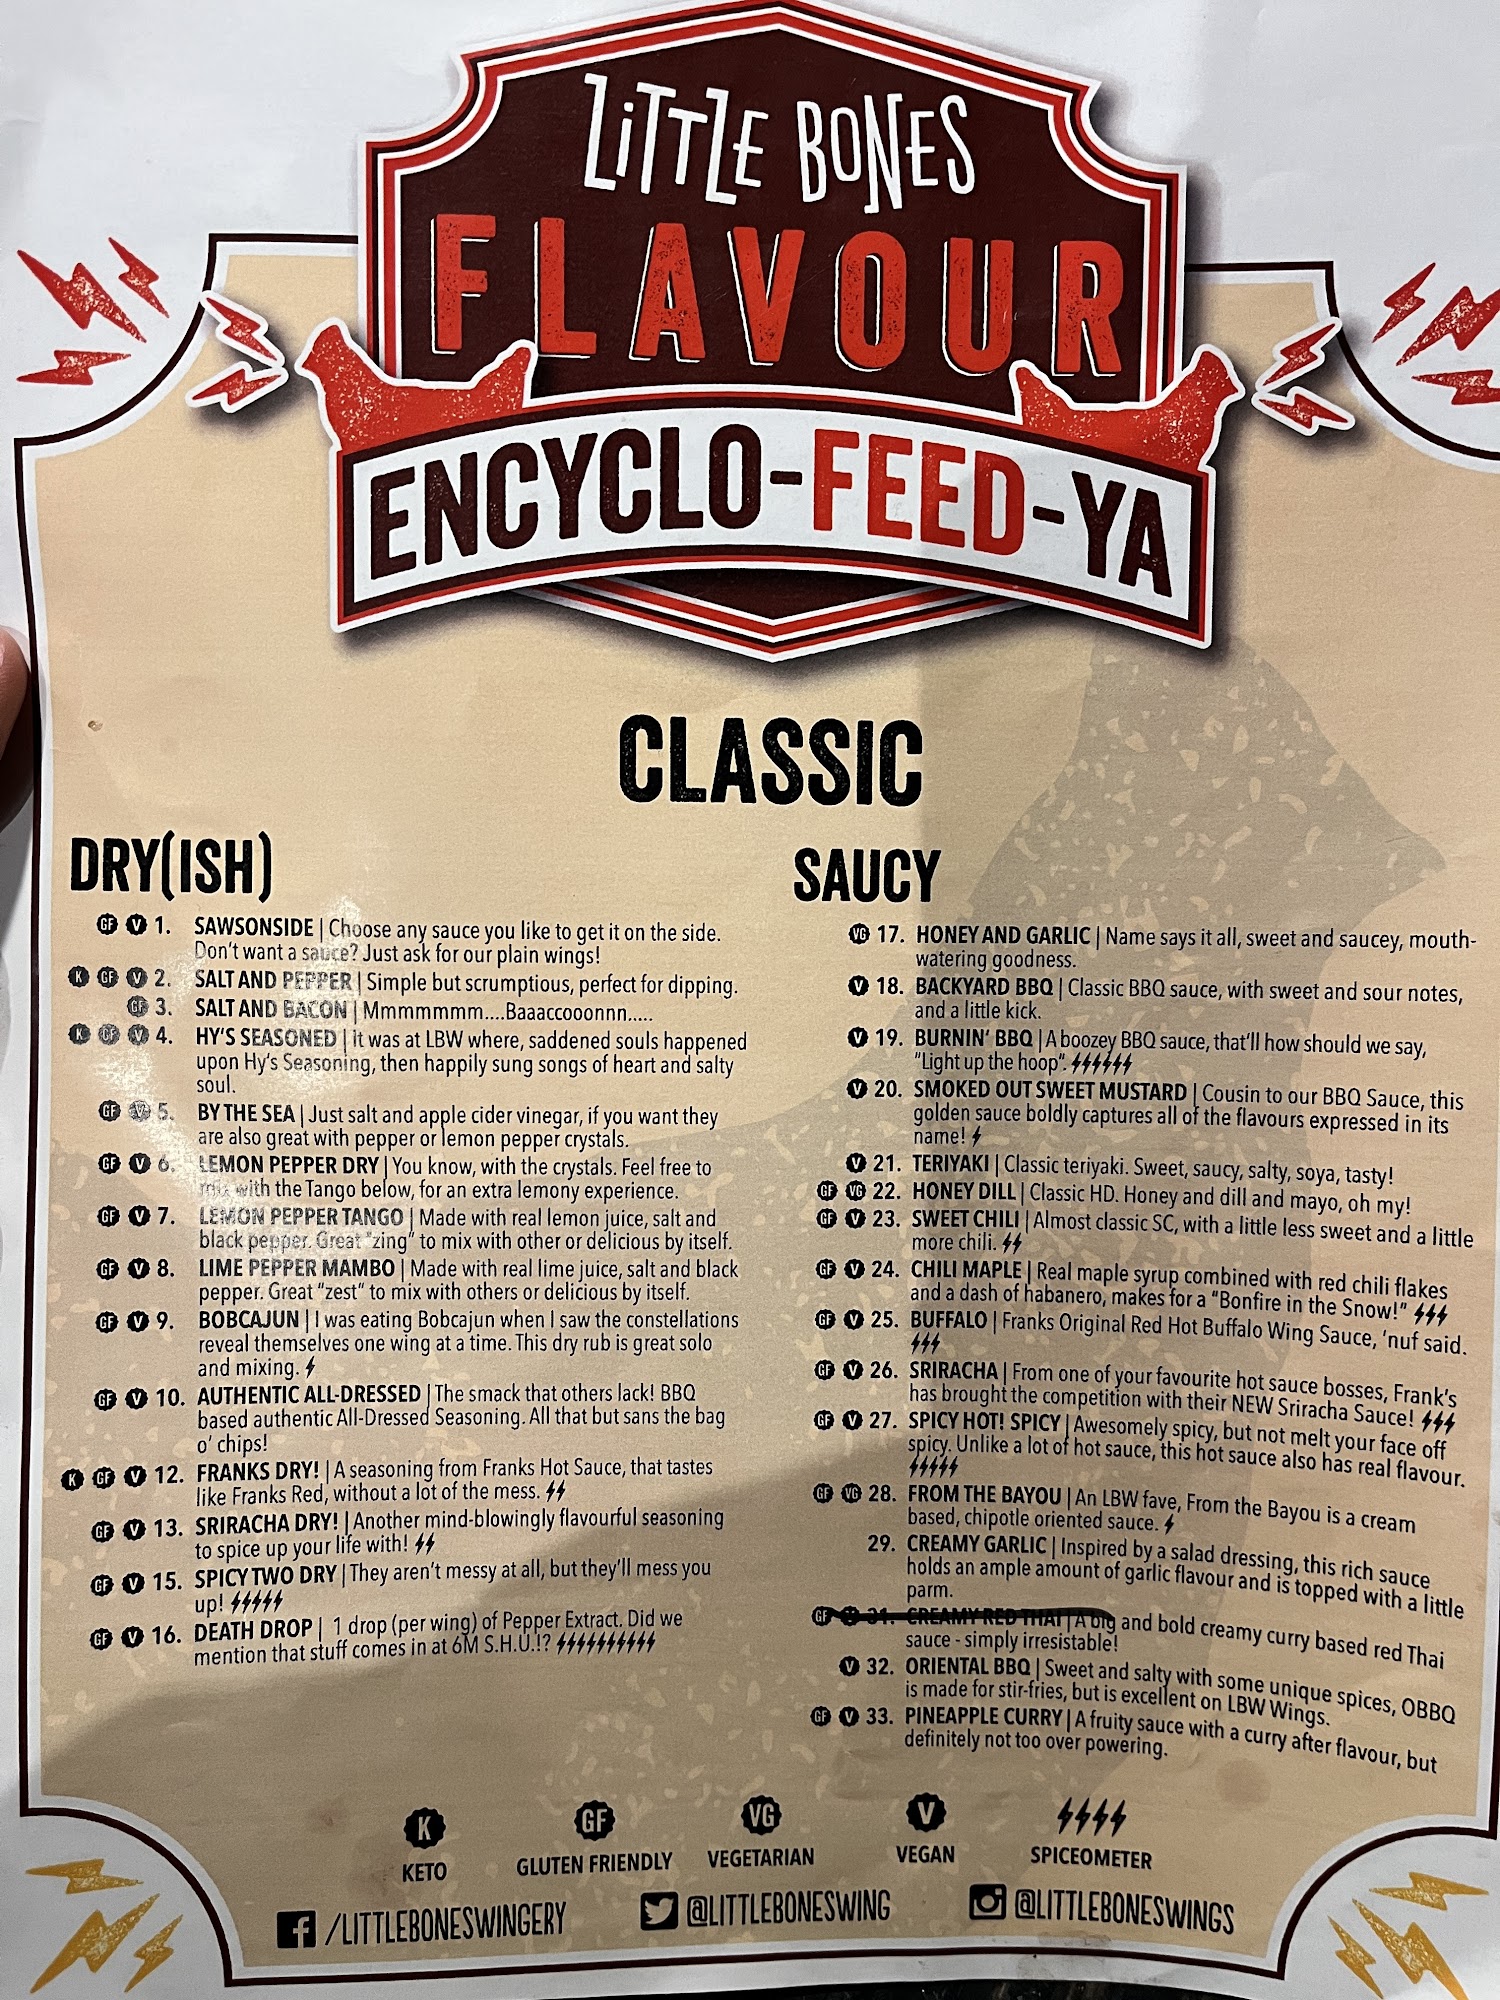 LiTTLE BONES
FLAVOUR
ENCYCLO-FEED-YA
CLASSIC
DRY(ISH)
GF V 1. SAWSONSIDE | Choose any sauce you like to get it on the side.
Don't want a sauce? Just ask for our plain wings!
K GF V 2. SALT AND PEPPER | Simple but scrumptious, perfect for dipping.
GF 3. SALT AND BACON | Mmmmmmm....Baaaccooonnn.....
K GF V 4. HY'S SEASONED | It was at LBW where, saddened souls happened
upon Hy's Seasoning, then happily sung songs of heart and salty
soul.
GF V 5. BY THE SEA | Just salt and apple cider vinegar, if you want they
are also great with pepper or lemon pepper crystals.
GF V 6. LEMON PEPPER DRY | You know, with the crystals. Feel free to
mix with the Tango below, for an extra lemony experience.
GF V 7. LEMON PEPPER TANGO | Made with real lemon juice, salt and
black pepper. Great "zing" to mix with other or delicious by itself.
GF V 8. LIME PEPPER MAMBO | Made with real lime juice, salt and black
pepper. Great "zest" to mix with others or delicious by itself.
GF V 9. BOBCAJUN | I was eating Bobcajun when I saw the constellations
reveal themselves one wing at a time. This dry rub is great solo
and mixing.
GF V 10. AUTHENTIC ALL-DRESSED | The smack that others lack! BBQ
based authentic All-Dressed Seasoning. All that but sans the bag
o' chips!
K GF V 12. FRANKS DRY! | A seasoning from Franks Hot Sauce, that tastes
like Franks Red, without a lot of the mess.
GF V 13. SRIRACHA DRY! | Another mind-blowingly flavourful seasoning
to spice up your life with!
GF V 15. SPICY TWO DRY | They aren't messy at all, but they'll mess you
up!
GF V 16. DEATH DROP | 1 drop (per wing) of Pepper Extract. Did we
mention that stuff comes in at 6M S.H.U.!?
SAUCY
VG 17. HONEY AND GARLIC | Name says it all, sweet and saucey, mouth-
watering goodness.
V 18. BACKYARD BBQ | Classic BBQ sauce, with sweet and sour notes,
and a little kick.
V 19. BURNIN' BBQ | A boozey BBQ sauce, that'll how should we say,
"Light up the hoop".
V 20. SMOKED OUT SWEET MUSTARD | Cousin to our BBQ Sauce, this
golden sauce boldly captures all of the flavours expressed in its
name!
V 21. TERIYAKI | Classic teriyaki. Sweet, saucy, salty, soya, tasty!
GF VG 22. HONEY DILL | Classic HD. Honey and dill and mayo, oh my!
GF V 23. SWEET CHILI | Almost classic SC, with a little less sweet and a little
more chili.
GF V 24. CHILI MAPLE | Real maple syrup combined with red chili flakes
and a dash of habanero, makes for a "Bonfire in the Snow!"
GF V 25. BUFFALO | Franks Original Red Hot Buffalo Wing Sauce, 'nuf said.
GF V 26. SRIRACHA | From one of your favourite hot sauce bosses, Frank's
has brought the competition with their NEW Sriracha Sauce!
GF V 27. SPICY HOT! SPICY | Awesomely spicy, but not melt your face off
spicy. Unlike a lot of hot sauce, this hot sauce also has real flavour.
GF VG 28. FROM THE BAYOU | An LBW fave, From the Bayou is a cream
based, chipotle oriented sauce.
29. CREAMY GARLIC | Inspired by a salad dressing, this rich sauce
holds an ample amount of garlic flavour and is topped with a little
parm.
GF V 31. CREAMY RED THAI | A big and bold creamy curry based red Thai
sauce - simply irresistable!
V 32. ORIENTAL BBQ | Sweet and salty with some unique spices, OBBQ
is made for stir-fries, but is excellent on LBW Wings.
GF V 33. PINEAPPLE CURRY | A fruity sauce with a curry after flavour, but
definitely not too over powering.
K GF VG V
KETO GLUTEN FRIENDLY VEGETARIAN VEGAN SPICEOMETER
f /LITTLEBONESWINGERY @LITTLEBONESWING @LITTLEBONESWINGS